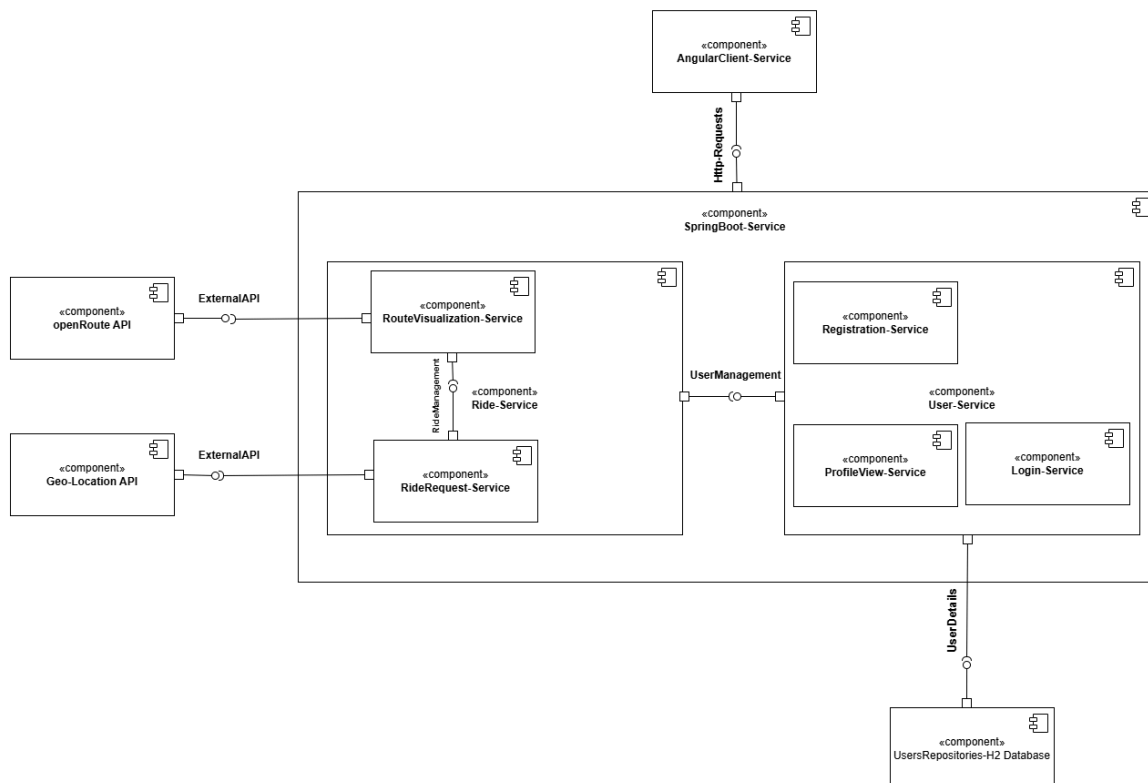 «component»
AngularClient-Service
Http-Requests
«component»
SpringBoot-Service
«component»
openRoute API
ExternalAPI
«component»
RouteVisualization-Service
RideManagement
«component»
Ride-Service
«component»
Geo-Location API
ExternalAPI
«component»
RideRequest-Service
UserManagement
«component»
Registration-Service
«component»
User-Service
«component»
ProfileView-Service
«component»
Login-Service
UserDetails
«component»
UsersRepositories-H2 Database